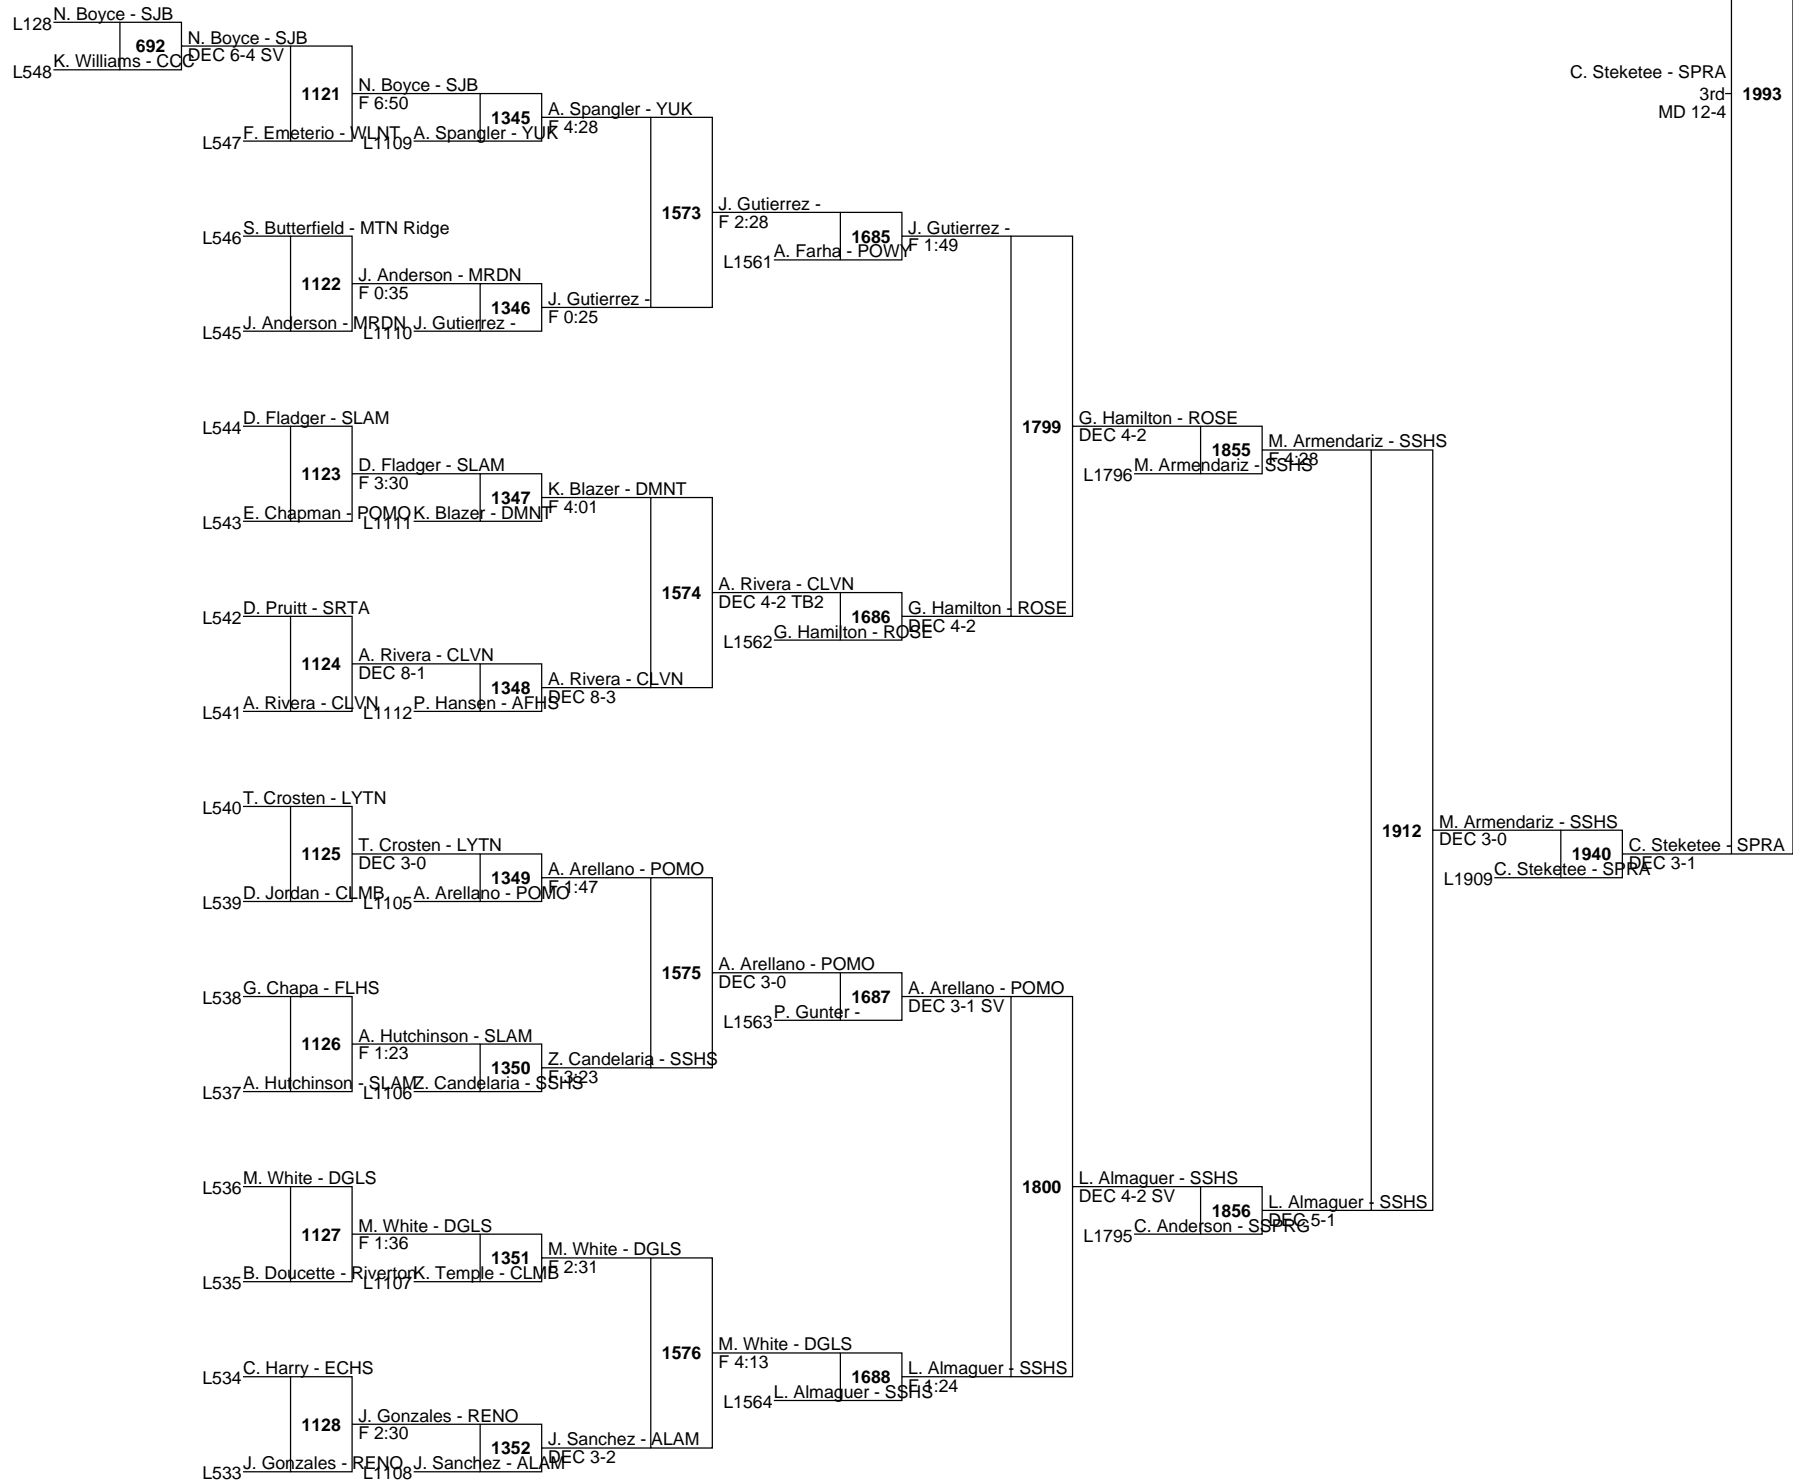 N. Boyce - SJB
L128
692
N. Boyce - SJB
DEC 6-4 SV
K. Williams - CCC
L548
1121
N. Boyce - SJB
F 6:50
F. Emeterio - WLNT
L547
1345
A. Spangler - YUK
F 4:28
A. Spangler - YUK
L1109
C. Steketee - SPRA
3rd
MD 12-4
1993
S. Butterfield - MTN Ridge
L546
1122
J. Anderson - MRDN
F 0:35
J. Anderson - MRDN
L545
1346
J. Gutierrez -
F 0:25
J. Gutierrez -
L1110
1573
J. Gutierrez -
F 2:28
1685
J. Gutierrez -
F 1:49
A. Farha - POWY
L1561
D. Fladger - SLAM
L544
1123
D. Fladger - SLAM
F 3:30
E. Chapman - POMO
L543
1347
K. Blazer - DMNT
F 4:01
K. Blazer - DMNT
L1111
1799
G. Hamilton - ROSE
DEC 4-2
1855
M. Armendariz - SSHS
F 4:28
M. Armendariz - SSHS
L1796
D. Pruitt - SRTA
L542
1124
A. Rivera - CLVN
DEC 8-1
A. Rivera - CLVN
L541
1348
A. Rivera - CLVN
DEC 8-3
P. Hansen - AFHS
L1112
1574
A. Rivera - CLVN
DEC 4-2 TB2
1686
G. Hamilton - ROSE
DEC 4-2
G. Hamilton - ROSE
L1562
T. Crosten - LYTN
L540
1125
T. Crosten - LYTN
DEC 3-0
D. Jordan - CLMB
L539
1349
A. Arellano - POMO
F 1:47
A. Arellano - POMO
L1105
1912
M. Armendariz - SSHS
DEC 3-0
1940
C. Steketee - SPRA
DEC 3-1
C. Steketee - SPRA
L1909
G. Chapa - FLHS
L538
1126
A. Hutchinson - SLAM
F 1:23
A. Hutchinson - SLAM
L537
1350
Z. Candelaria - SSHS
F 3:23
Z. Candelaria - SSHS
L1106
1575
A. Arellano - POMO
DEC 3-0
1687
A. Arellano - POMO
DEC 3-1 SV
P. Gunter -
L1563
M. White - DGLS
L536
1127
M. White - DGLS
F 1:36
B. Doucette - Riverton
L535
1351
M. White - DGLS
F 2:31
K. Temple - CLMB
L1107
1800
L. Almaguer - SSHS
DEC 4-2 SV
1856
L. Almaguer - SSHS
DEC 5-1
C. Anderson - SSPRG
L1795
C. Harry - ECHS
L534
1128
J. Gonzales - RENO
F 2:30
J. Gonzales - RENO
L533
1352
J. Sanchez - ALAM
DEC 3-2
J. Sanchez - ALAM
L1108
1576
M. White - DGLS
F 4:13
1688
L. Almaguer - SSHS
F 1:24
L. Almaguer - SSHS
L1564